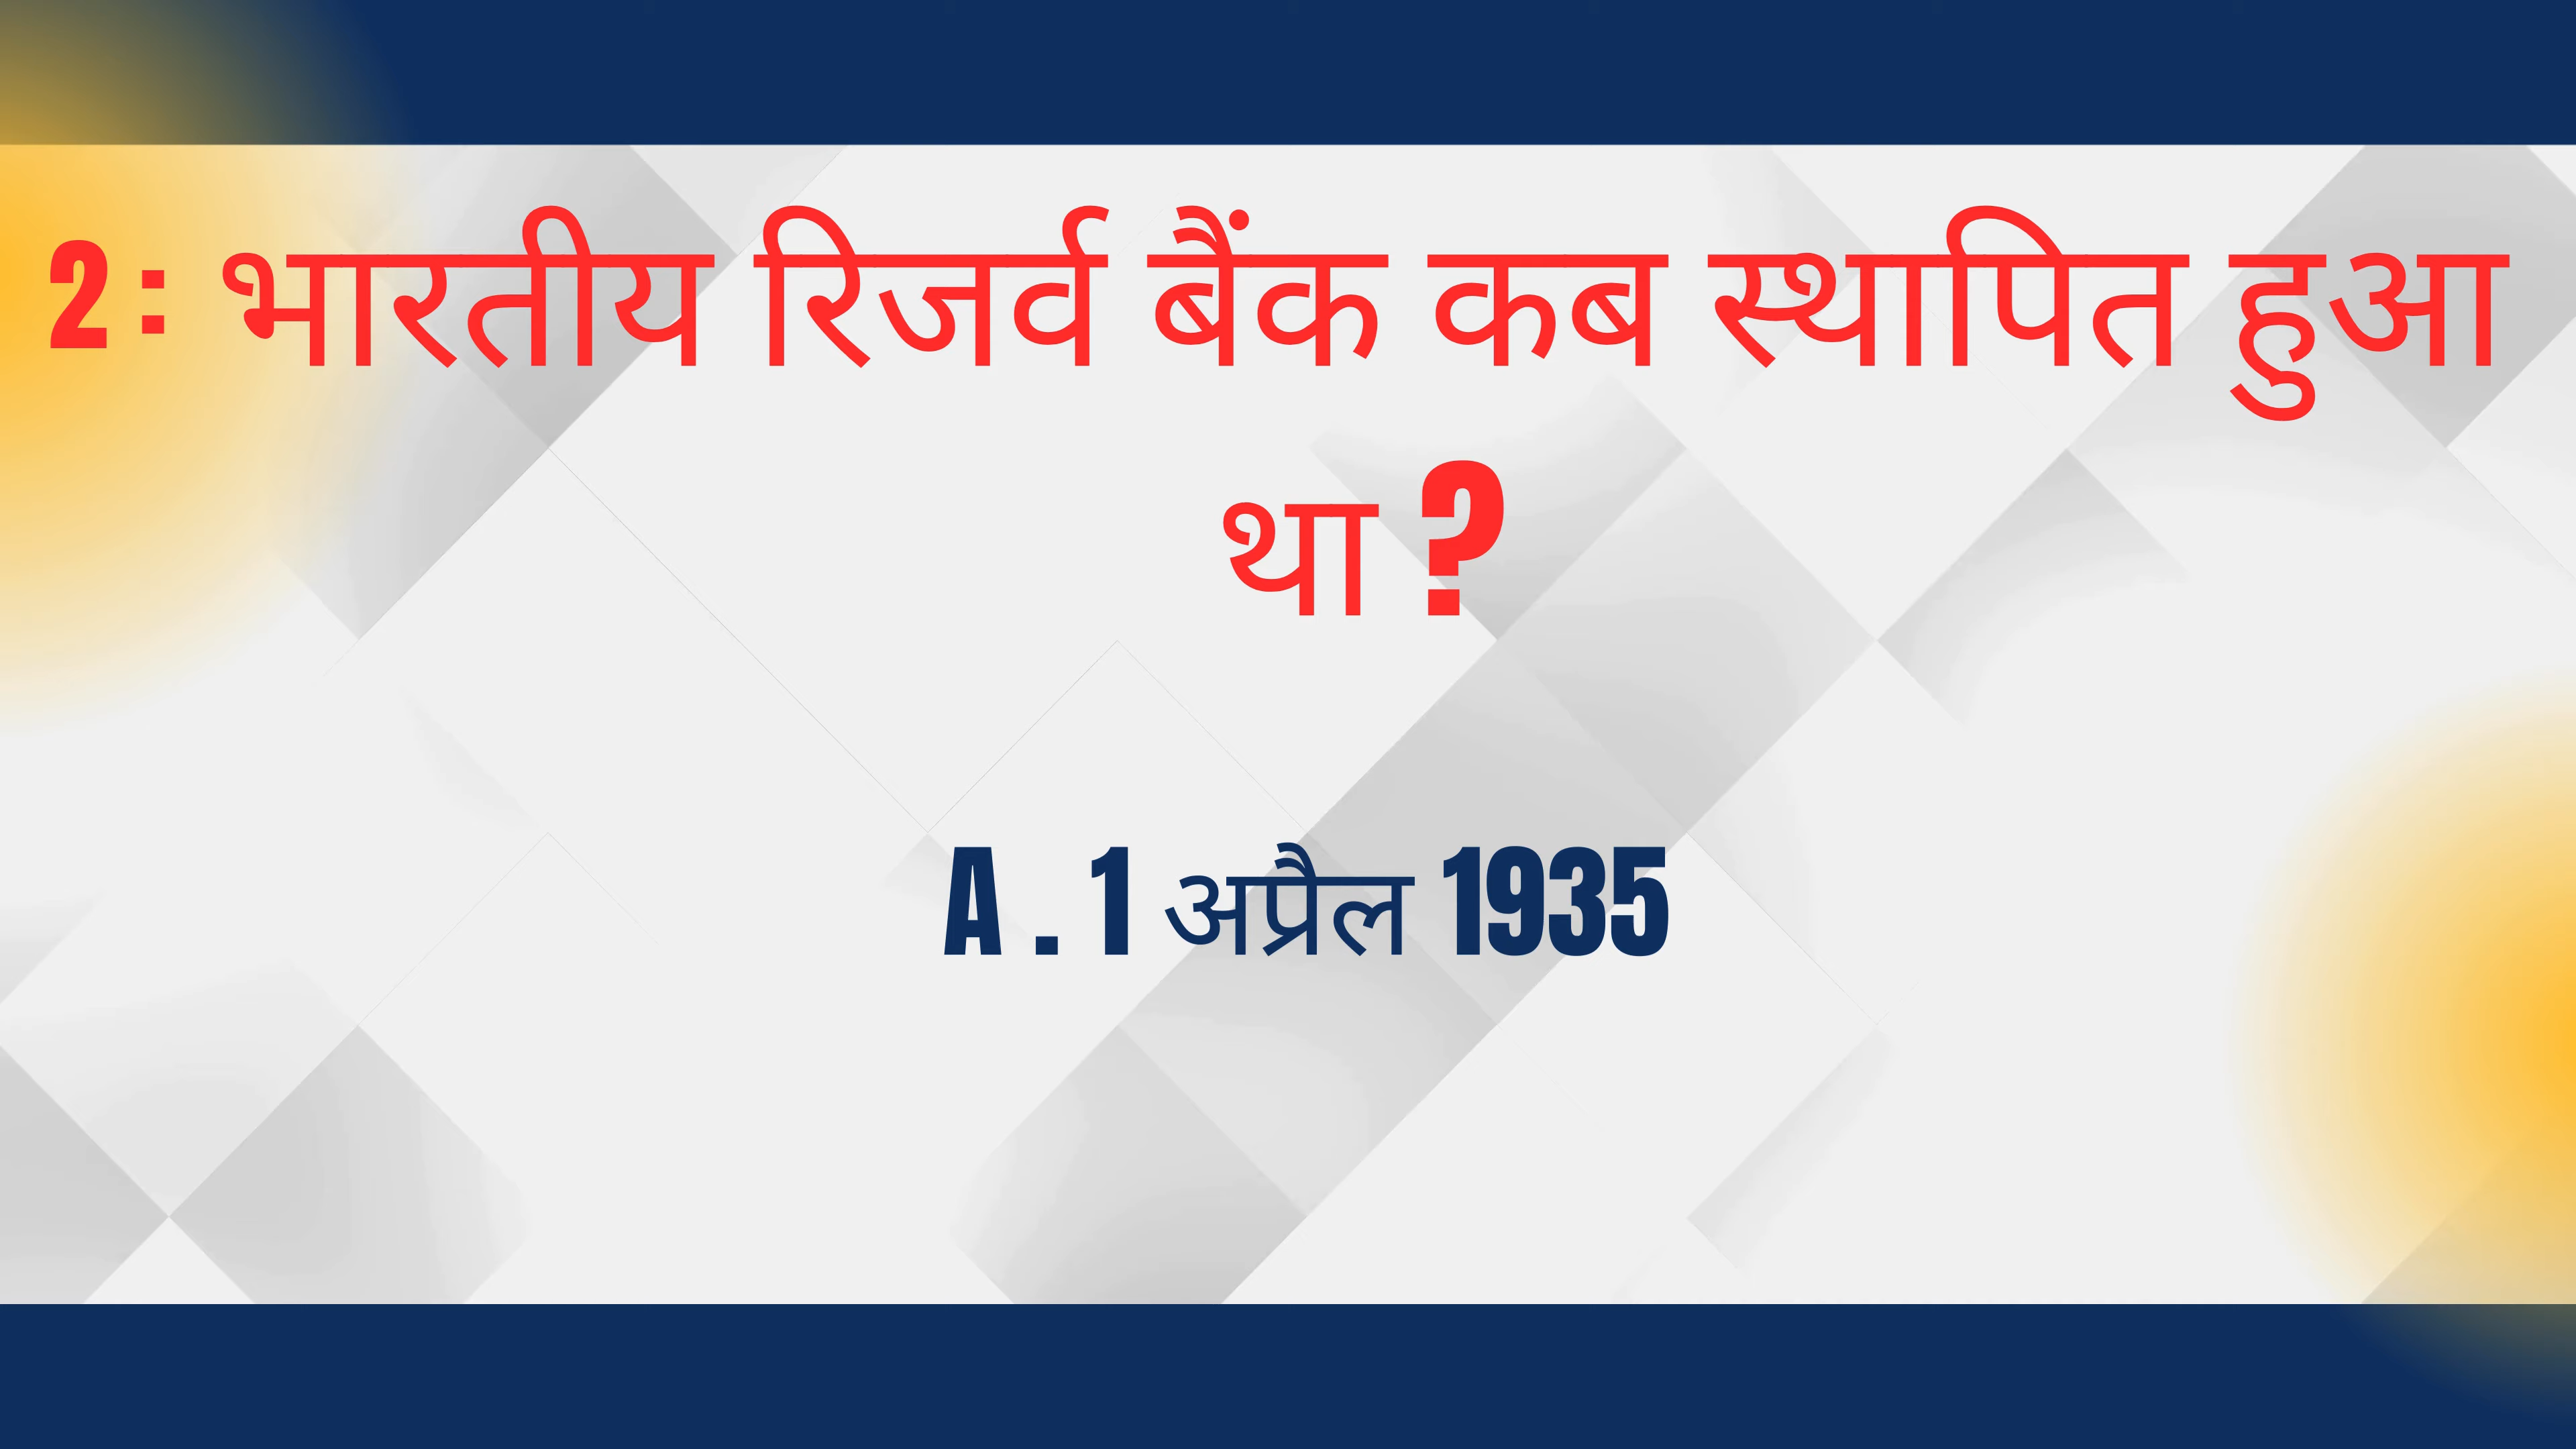 2 : भारतीय रिजर्व बैंक कब स्थापित हुआ
था ?
A . 1 अप्रैल 1935